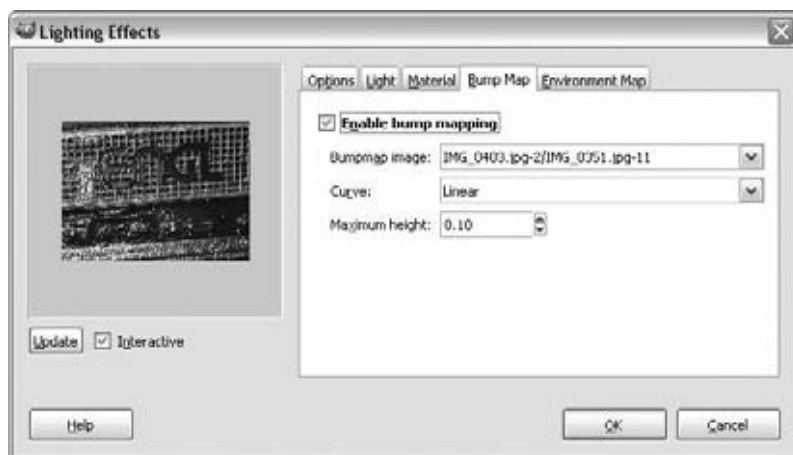 Lighting Effects
Options Light Material Bump Map Environment Map
Enable bump mapping
Bumpmap image: IMG_0403.jpg-2/IMG_0351.jpg-11
Curve: Linear
Maximum height: 0.10
Update Interactive
Help OK Cancel